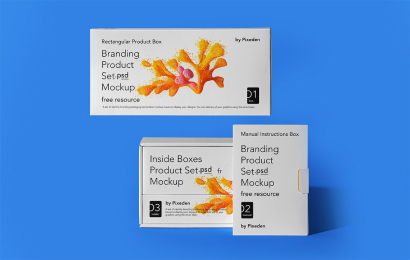 Rectangular Product Box
by Pixeden
Branding
Product
Set.psd
Mockup
free resource
01
Inside Boxes
Product Set.psd fr
Mockup
03
by Pixeden
Manual Instructions Box
Branding
Product
Set.psd
Mockup
free resource
02
by Pixeden